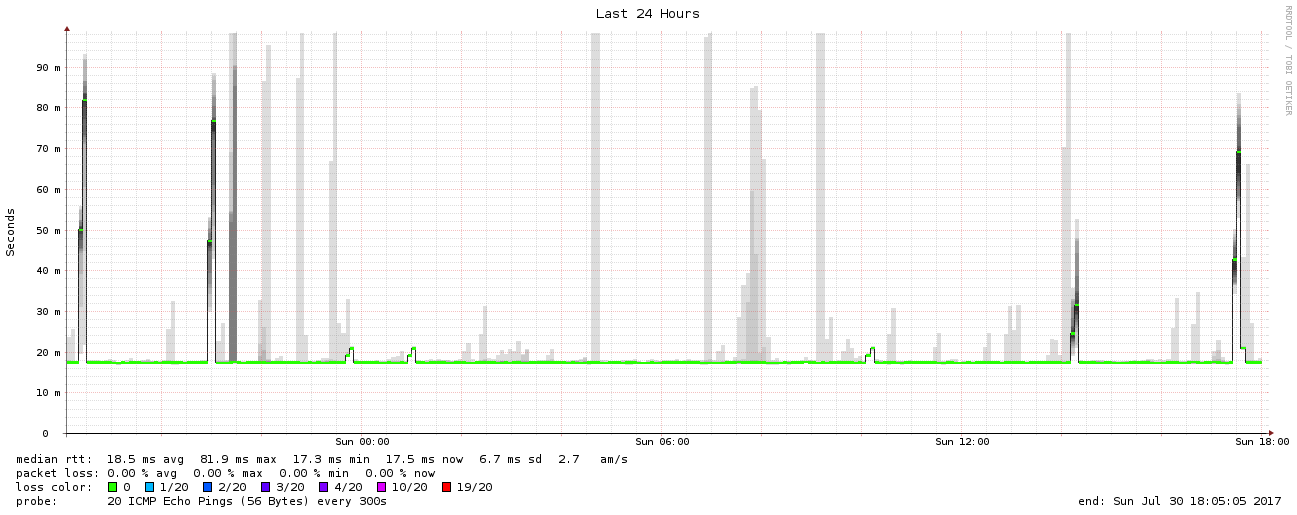 Last 24 Hours
RRDTOOL / TOBI OETIKER
Seconds
90 m
80 m
70 m
60 m
50 m
40 m
30 m
20 m
10 m
0
Sun 00:00 Sun 06:00 Sun 12:00 Sun 18:00
median rtt: 18.5 ms avg 81.9 ms max 17.3 ms min 17.5 ms now 6.7 ms sd 2.7 am/s
packet loss: 0.00 % avg 0.00 % max 0.00 % min 0.00 % now
loss color: 0 1/20 2/20 3/20 4/20 10/20 19/20
probe: 20 ICMP Echo Pings (56 Bytes) every 300s end: Sun Jul 30 18:05:05 2017